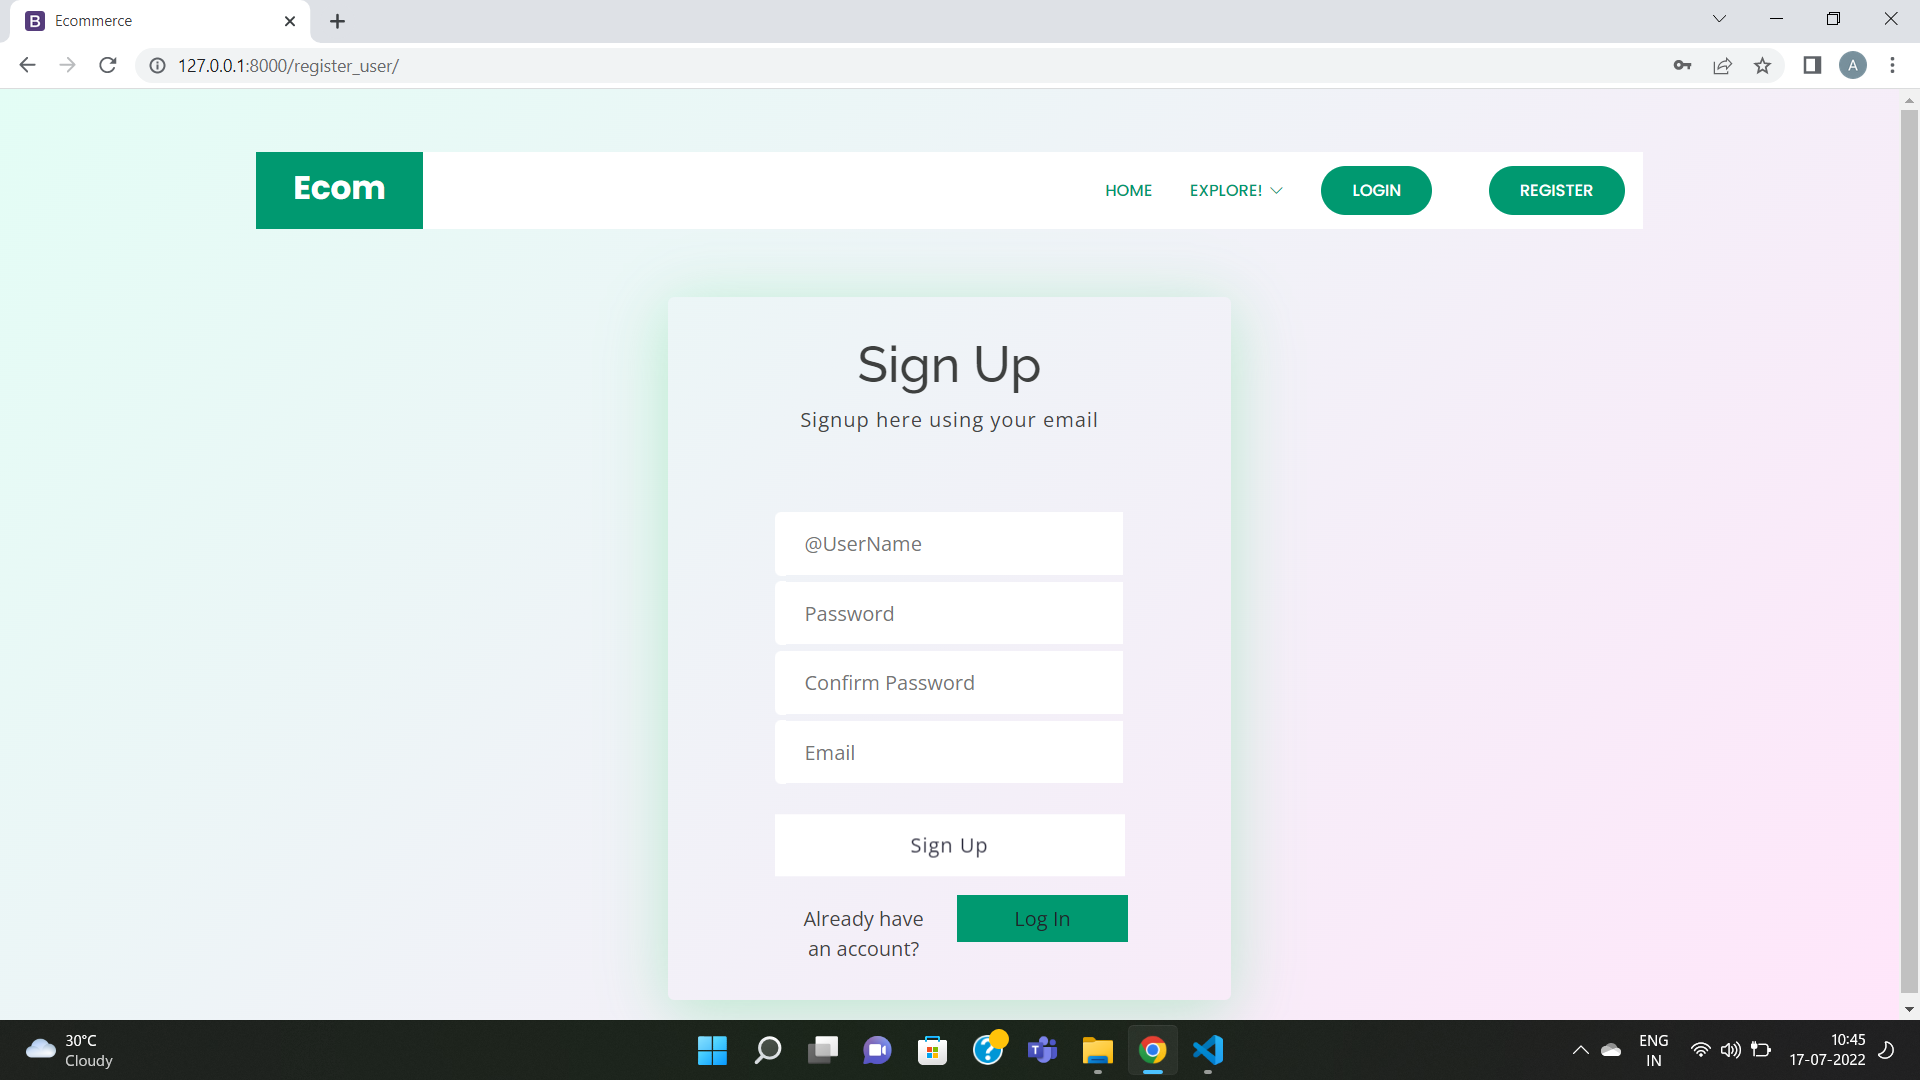 B Ecommerce
127.0.0.1:8000/register_user/
A
Ecom
HOME EXPLORE! LOGIN REGISTER
Sign Up
Signup here using your email
@UserName
Password
Confirm Password
Email
Sign Up
Already have
an account?
Log In
30°C
Cloudy
ENG
IN
10:45
17-07-2022